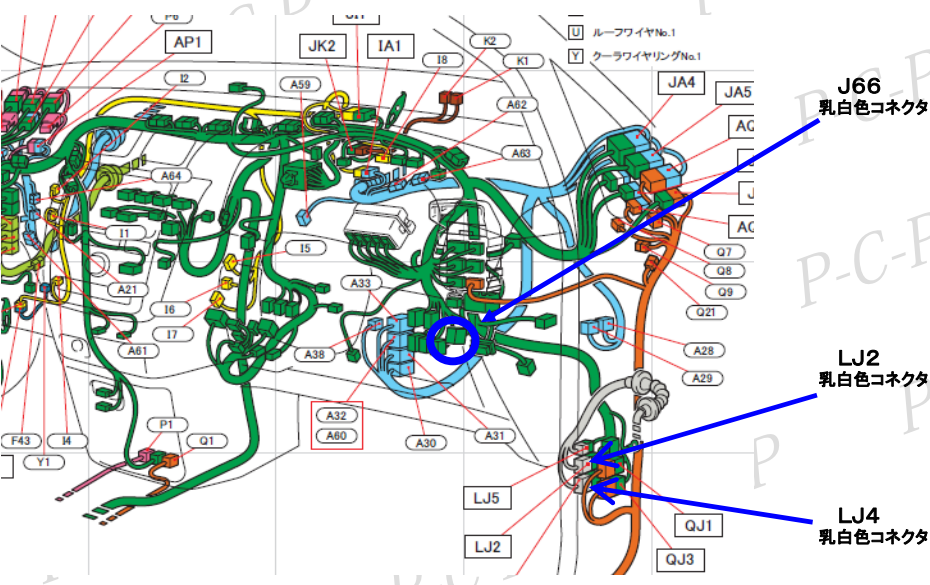 P6
AP1
JK2
IA1
K2
K1
I8
I2
A59
A62
A63
A64
I1
A21
I5
I6
I7
A61
A33
A38
A32
A60
A30
A31
F43
I4
Y1
P1
Q1
U ルーフワイヤNo.1
Y クーラワイヤリングNo.1
JA4
JA5
AQ
J
AQ
Q7
Q8
Q9
Q21
A28
A29
LJ5
LJ2
QJ1
QJ3
J66
乳白色コネクタ
LJ2
乳白色コネクタ
LJ4
乳白色コネクタ
P-C-P
P-C-P
P
P